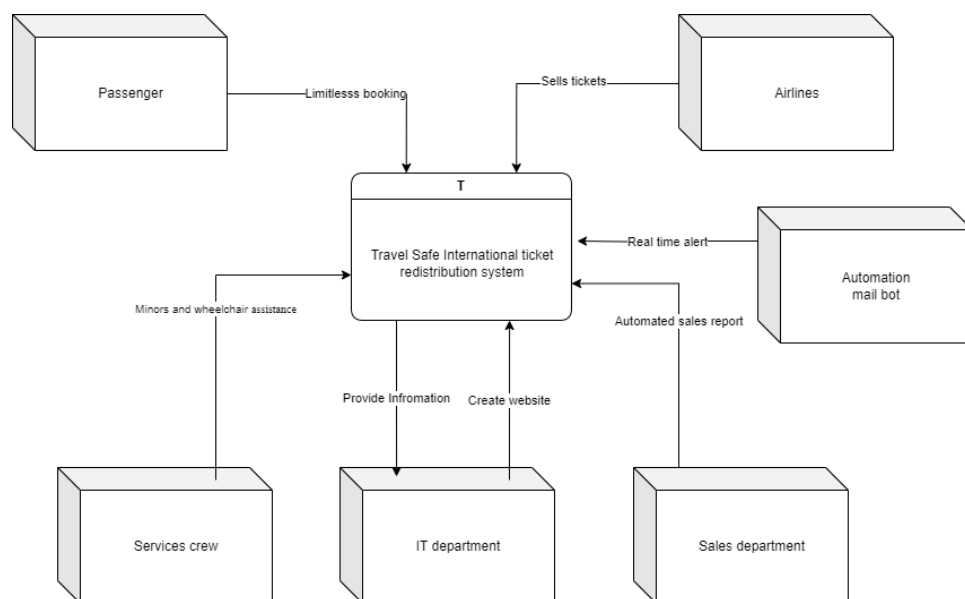 Passenger
Limitlesss booking
Sells tickets
Airlines
T
Travel Safe International ticket
redistribution system
Real time alert
Automation
mail bot
Minors and wheelchair assistance
Automated sales report
Provide Infromation
Create website
Services crew
IT department
Sales department